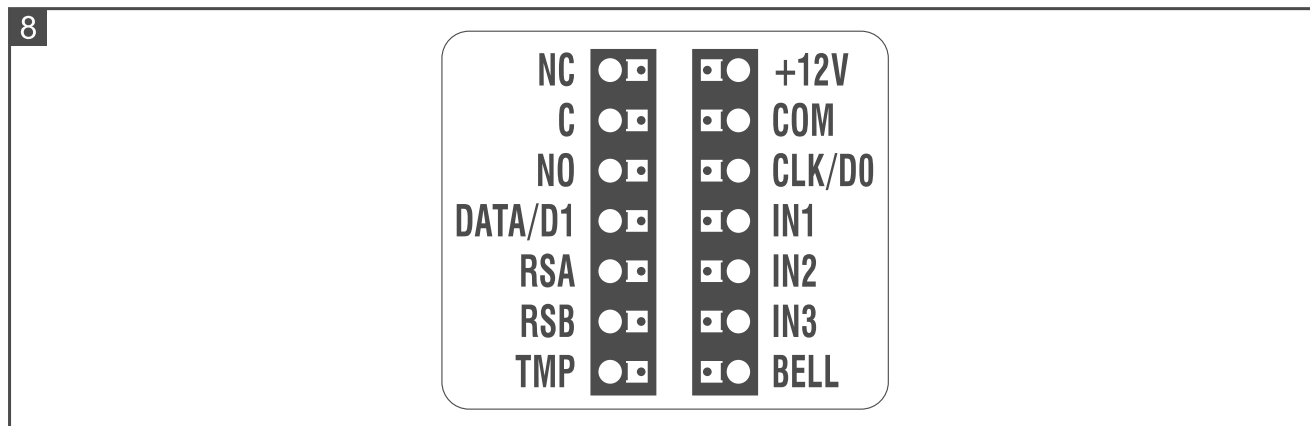 8
NC
C
NO
DATA/D1
RSA
RSB
TMP
+12V
COM
CLK/D0
IN1
IN2
IN3
BELL